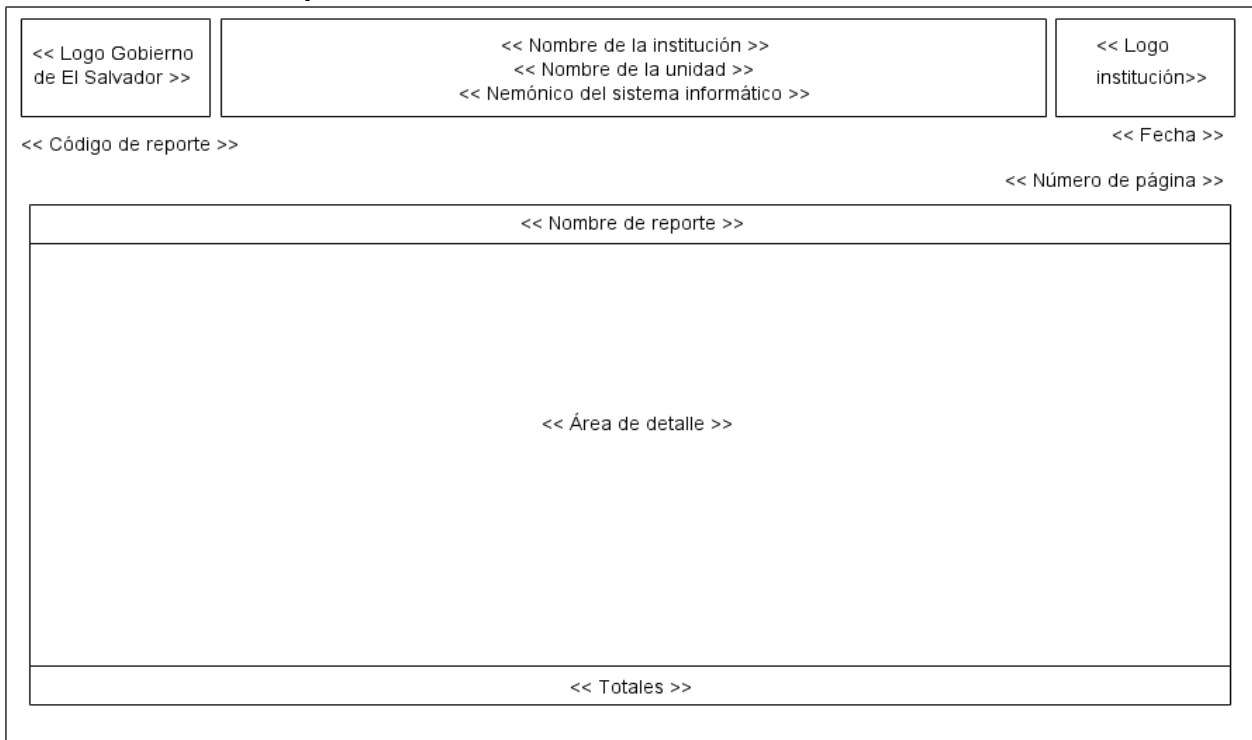 << Logo Gobierno
de El Salvador >>
<< Nombre de la institución >>
<< Nombre de la unidad >>
<< Nemónico del sistema informático >>
<< Logo
institución>>
<< Código de reporte >>
<< Fecha >>
<< Número de página >>
<< Nombre de reporte >>
<< Área de detalle >>
<< Totales >>